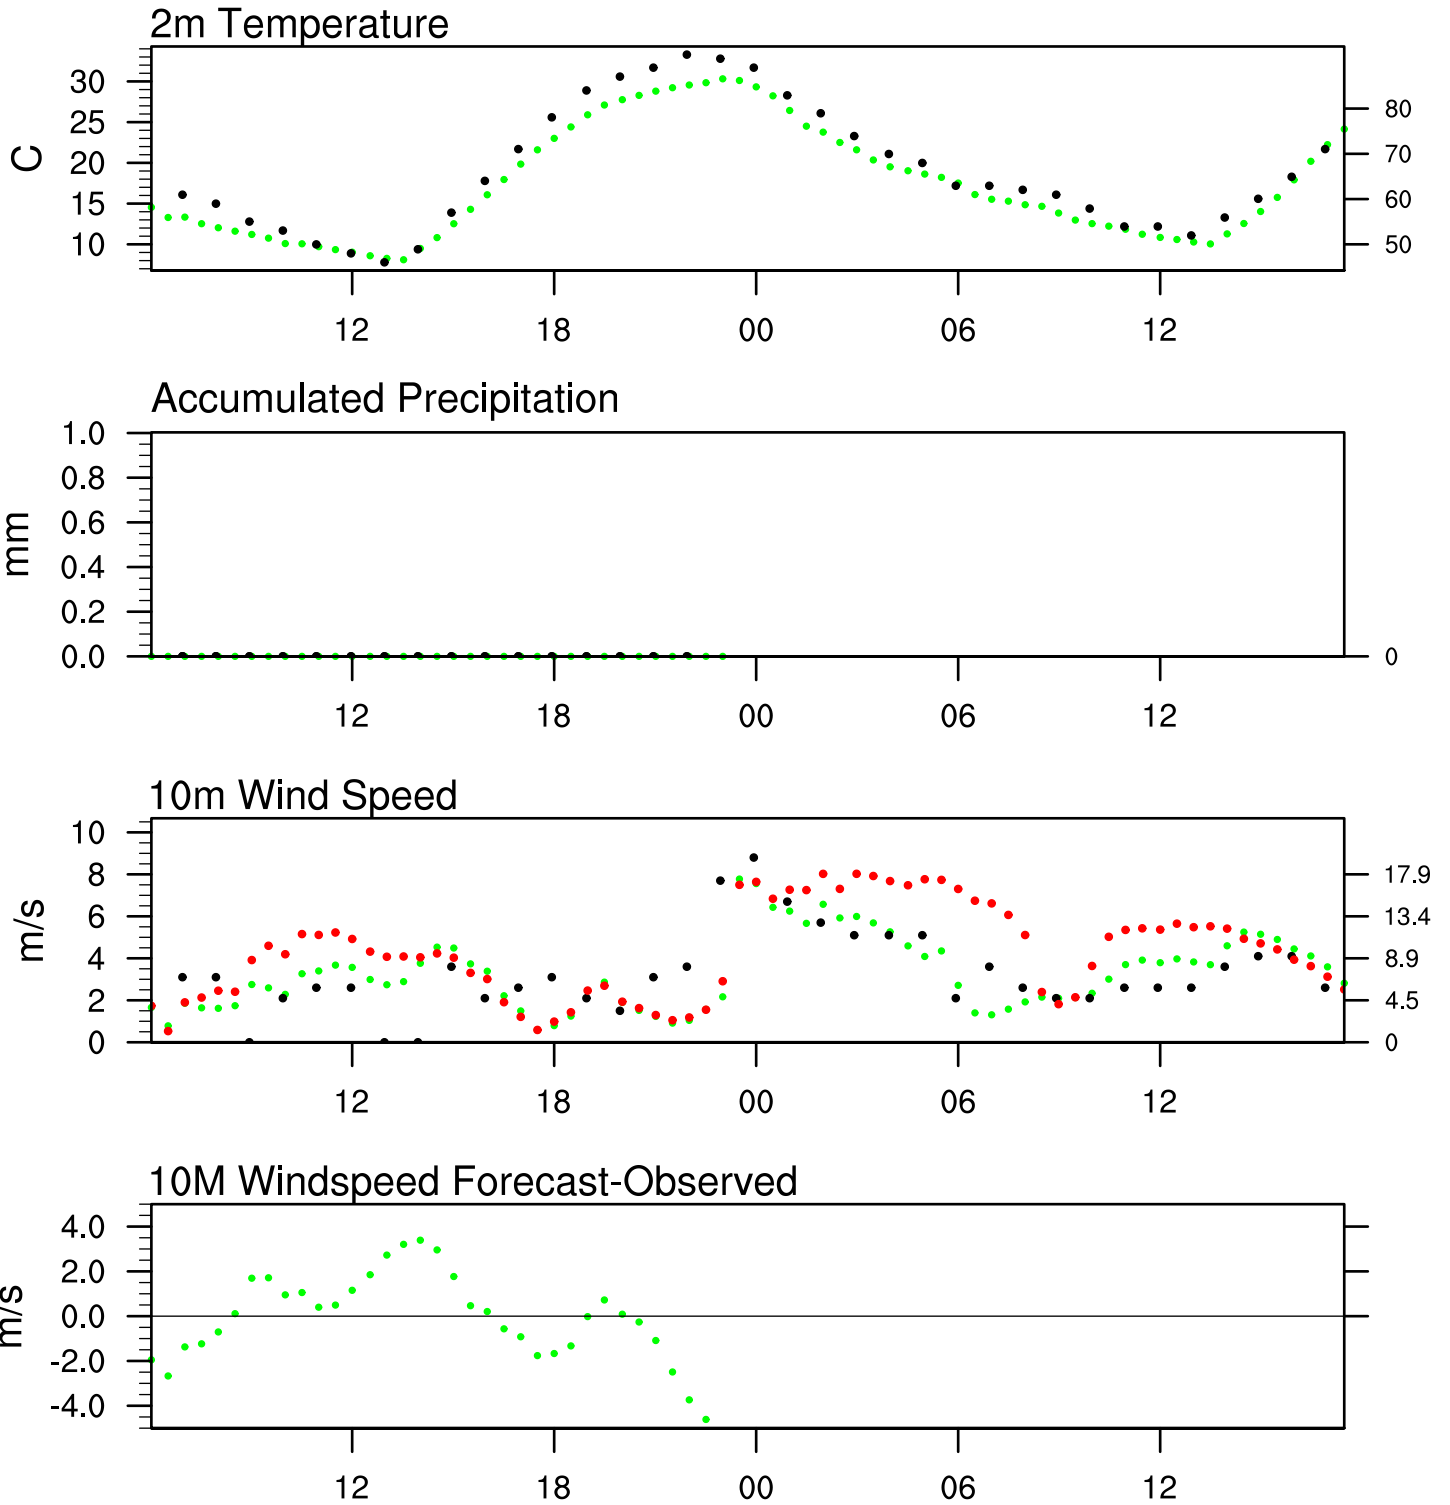 2m Temperature
30
25
20
15
10
C
80
70
60
50
12 18 00 06 12
Accumulated Precipitation
1.0
0.8
0.6
0.4
0.2
0.0
mm
0
12 18 00 06 12
10m Wind Speed
10
8
6
4
2
0
m/s
17.9
13.4
8.9
4.5
0
12 18 00 06 12
10M Windspeed Forecast-Observed
4.0
2.0
0.0
-2.0
-4.0
m/s
12 18 00 06 12